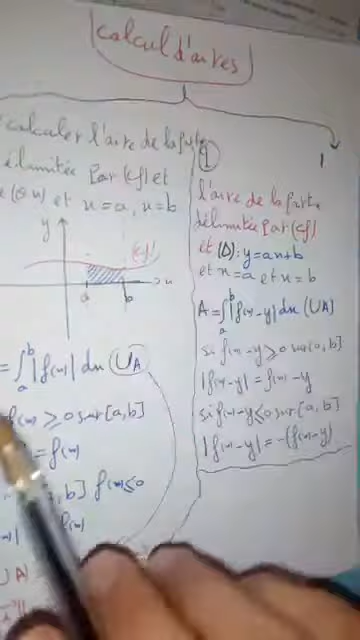 Calcul d'aires
calculer l'aire de la partie
délimitée par (Cf) et
(Ox) et x=a, x=b
y
(Cf)
a b x
= ∫ₐᵇ |f(x)| dx (UA)
f(x) ≥ 0 sur [a,b]
= f(x)
, b] f(x) ≤ 0
f(x)
UA
l'aire de la partie
délimitée par (Cf)
et (Δ): y=ax+b
et x=a et x=b
A = ∫ₐᵇ |f(x)-y| dx (UA)
si f(x)-y ≥ 0 sur [a,b]
|f(x)-y| = f(x)-y
si f(x)-y ≤ 0 sur [a,b]
|f(x)-y| = -(f(x)-y)